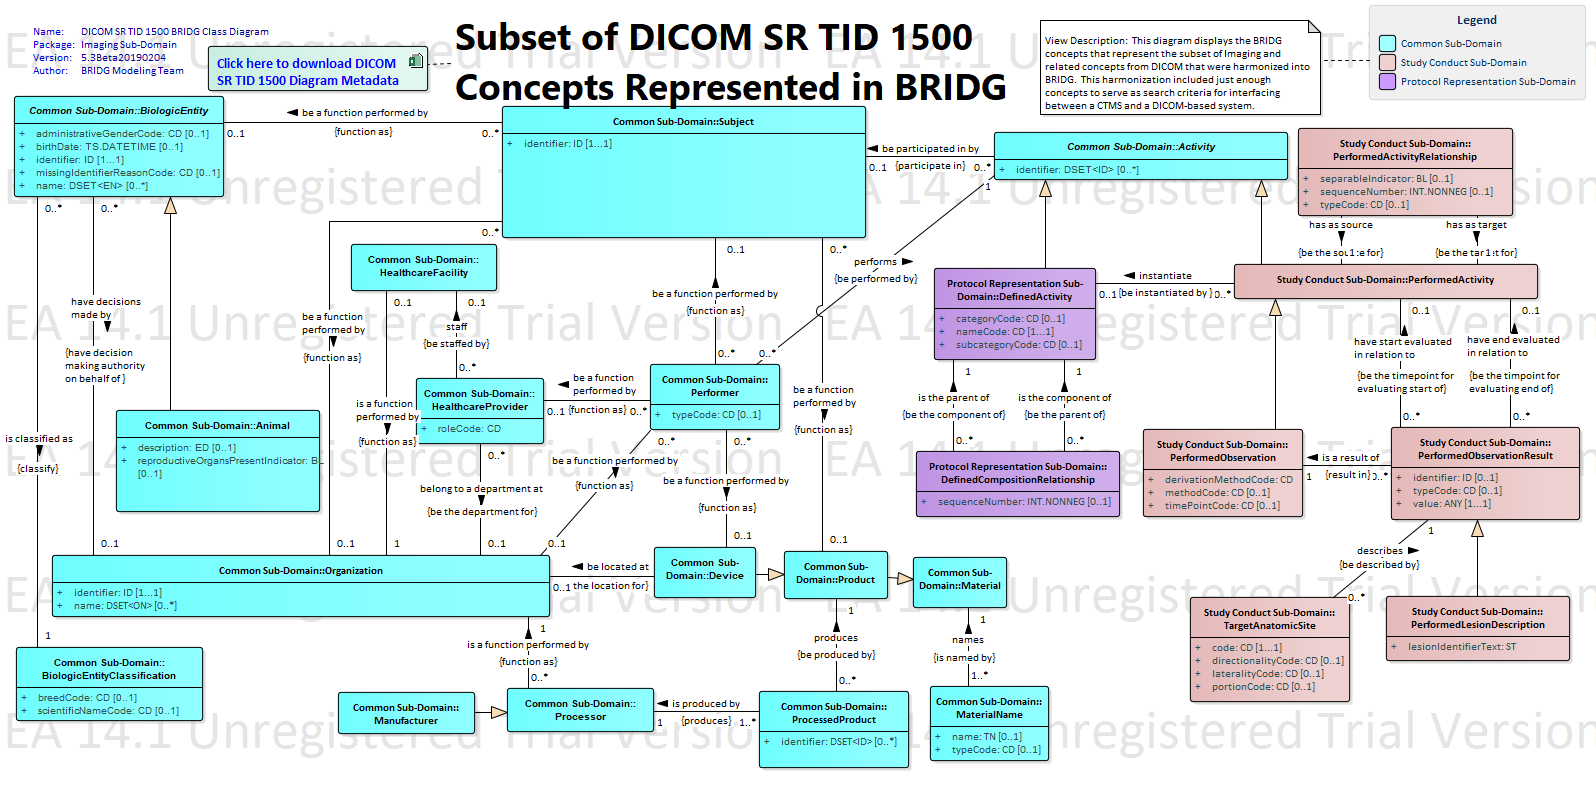 Name: DICOM SR TID 1500 BRIDG Class Diagram
Package: Imaging Sub-Domain
Version: 5.3Beta20190204
Author: BRIDG Modeling Team
Click here to download DICOM
SR TID 1500 Diagram Metadata
Subset of DICOM SR TID 1500
Concepts Represented in BRIDG
View Description: This diagram displays the BRIDG
concepts that represent the subset of Imaging and
related concepts from DICOM that were harmonized into
BRIDG. This harmonization included just enough
concepts to serve as search criteria for interfacing
between a CTMS and a DICOM-based system.
Legend
Common Sub-Domain
Study Conduct Sub-Domain
Protocol Representation Sub-Domain
EA 14.1 Unregistered Trial Version
Common Sub-Domain::BiologicEntity
+ administrativeGenderCode: CD [0..1]
+ birthDate: TS.DATETIME [0..1]
+ identifier: ID [1...1]
+ missingIdentifierReasonCode: CD [0..1]
+ name: DSET<EN> [0..*]
be a function performed by
0..1
{function as}
0..*
Common Sub-Domain::Subject
+ identifier: ID [1...1]
be participated in by
0..1 {participate in} 0..*
1
Common Sub-Domain::Activity
+ identifier: DSET<ID> [0..*]
Study Conduct Sub-Domain::
PerformedActivityRelationship
+ separableIndicator: BL [0..1]
+ sequenceNumber: INT.NONNEG [0..1]
+ typeCode: CD [0..1]
has as source
{be the sou1:e for}
has as target
{be the tar1:t for}
0..*
0..*
0..*
0..1
0..*
Common Sub-Domain::
HealthcareFacility
0..1
0..1
staff
{be staffed by}
0..*
performs
{be performed by}
be a function performed by
{function as}
0..*
0..*
Protocol Representation Sub-
Domain::DefinedActivity
+ categoryCode: CD [0..1]
+ nameCode: CD [1...1]
+ subcategoryCode: CD [0..1]
instantiate
0..1 {be instantiated by} 0..*
Study Conduct Sub-Domain::PerformedActivity
0..1
0..1
have decisions
made by
{have decision
making authority
on behalf of}
be a function
performed by
{function as}
have start evaluated
in relation to
{be the timepoint for
evaluating start of}
0..*
have end evaluated
in relation to
{be the timpoint for
evaluating end of}
0..*
is classified as
{classify}
Common Sub-Domain::Animal
+ description: ED [0..1]
+ reproductiveOrgansPresentIndicator: BL
[0..1]
is a function
performed by
{function as}
Common Sub-Domain::
HealthcareProvider
+ roleCode: CD
be a function
performed by
0..1 {function as} 0..*
Common Sub-Domain::
Performer
+ typeCode: CD [0..1]
0..*
0..*
0..*
be a function
performed by
{function as}
1
is the parent of
{be the component of}
0..*
1
is the component of
{be the parent of}
0..*
Protocol Representation Sub-Domain::
DefinedCompositionRelationship
+ sequenceNumber: INT.NONNEG [0..1]
Study Conduct Sub-Domain::
PerformedObservation
+ derivationMethodCode: CD
+ methodCode: CD [0..1]
+ timePointCode: CD [0..1]
is a result of
1 {result in} 0..*
Study Conduct Sub-Domain::
PerformedObservationResult
+ identifier: ID [0..1]
+ typeCode: CD [0..1]
+ value: ANY [1...1]
be a function performed by
{function as}
belong to a department at
{be the department for}
be a function performed by
{function as}
0..1
0..1
1
0..1
0..1
0..1
0..1
Common Sub-Domain::Organization
+ identifier: ID [1...1]
+ name: DSET<ON> [0..*]
be located at
0..1 the location for}
Common Sub-
Domain::Device
Common Sub-
Domain::Product
Common Sub-
Domain::Material
1
describes
{be described by}
0..*
Study Conduct Sub-Domain::
TargetAnatomicSite
+ code: CD [1...1]
+ directionalityCode: CD [0..1]
+ lateralityCode: CD [0..1]
+ portionCode: CD [0..1]
Study Conduct Sub-Domain::
PerformedLesionDescription
+ lesionIdentifierText: ST
1
Common Sub-Domain::
BiologicEntityClassification
+ breedCode: CD [0..1]
+ scientificNameCode: CD [0..1]
1
is a function performed by
{function as}
0..*
1
produces
{be produced by}
0..*
1
names
{is named by}
1..*
Common Sub-Domain::
Manufacturer
Common Sub-Domain::
Processor
is produced by
1 {produces} 1..*
Common Sub-Domain::
ProcessedProduct
+ identifier: DSET<ID> [0..*]
Common Sub-Domain::
MaterialName
+ name: TN [0..1]
+ typeCode: CD [0..1]